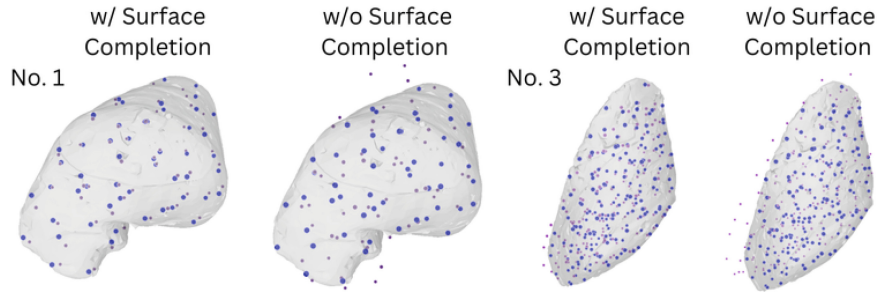 w/ Surface
Completion
w/o Surface
Completion
w/ Surface
Completion
w/o Surface
Completion
No. 1
No. 3